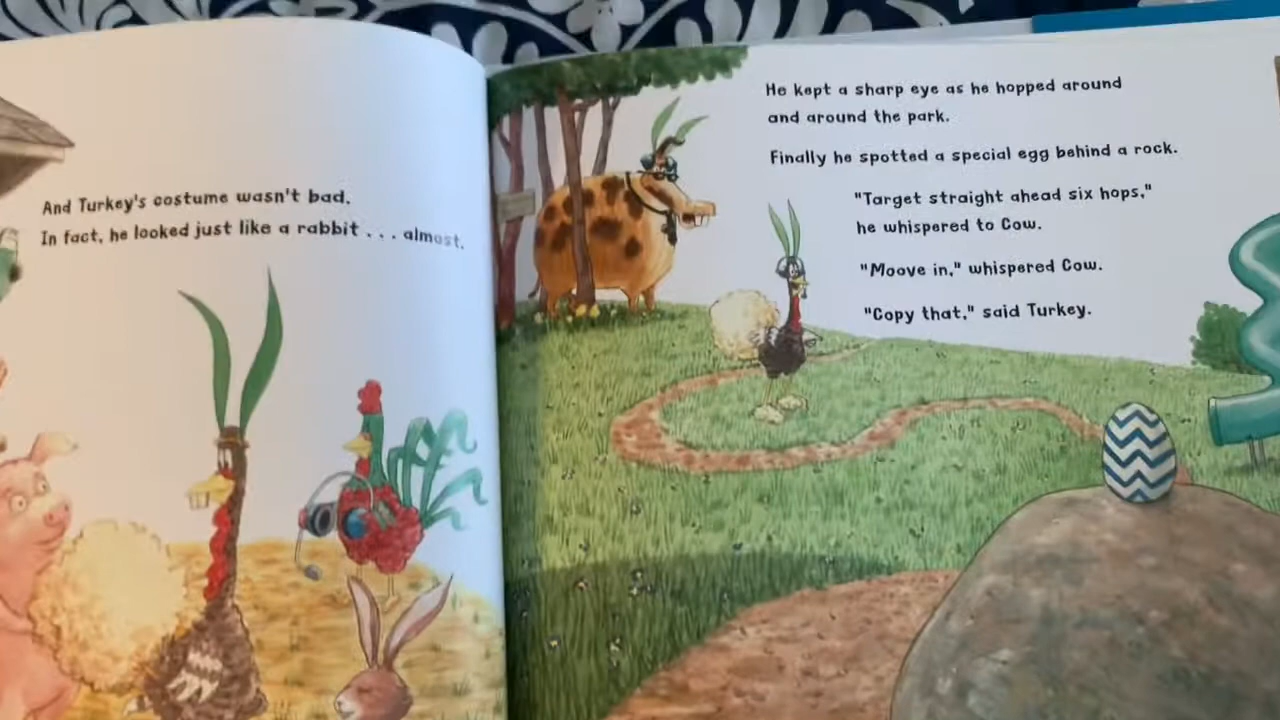 And Turkey's costume wasn't bad.
In fact, he looked just like a rabbit . . . almost.
He kept a sharp eye as he hopped around
and around the park.
Finally he spotted a special egg behind a rock.
"Target straight ahead six hops,"
he whispered to Cow.
"Moove in," whispered Cow.
"Copy that," said Turkey.